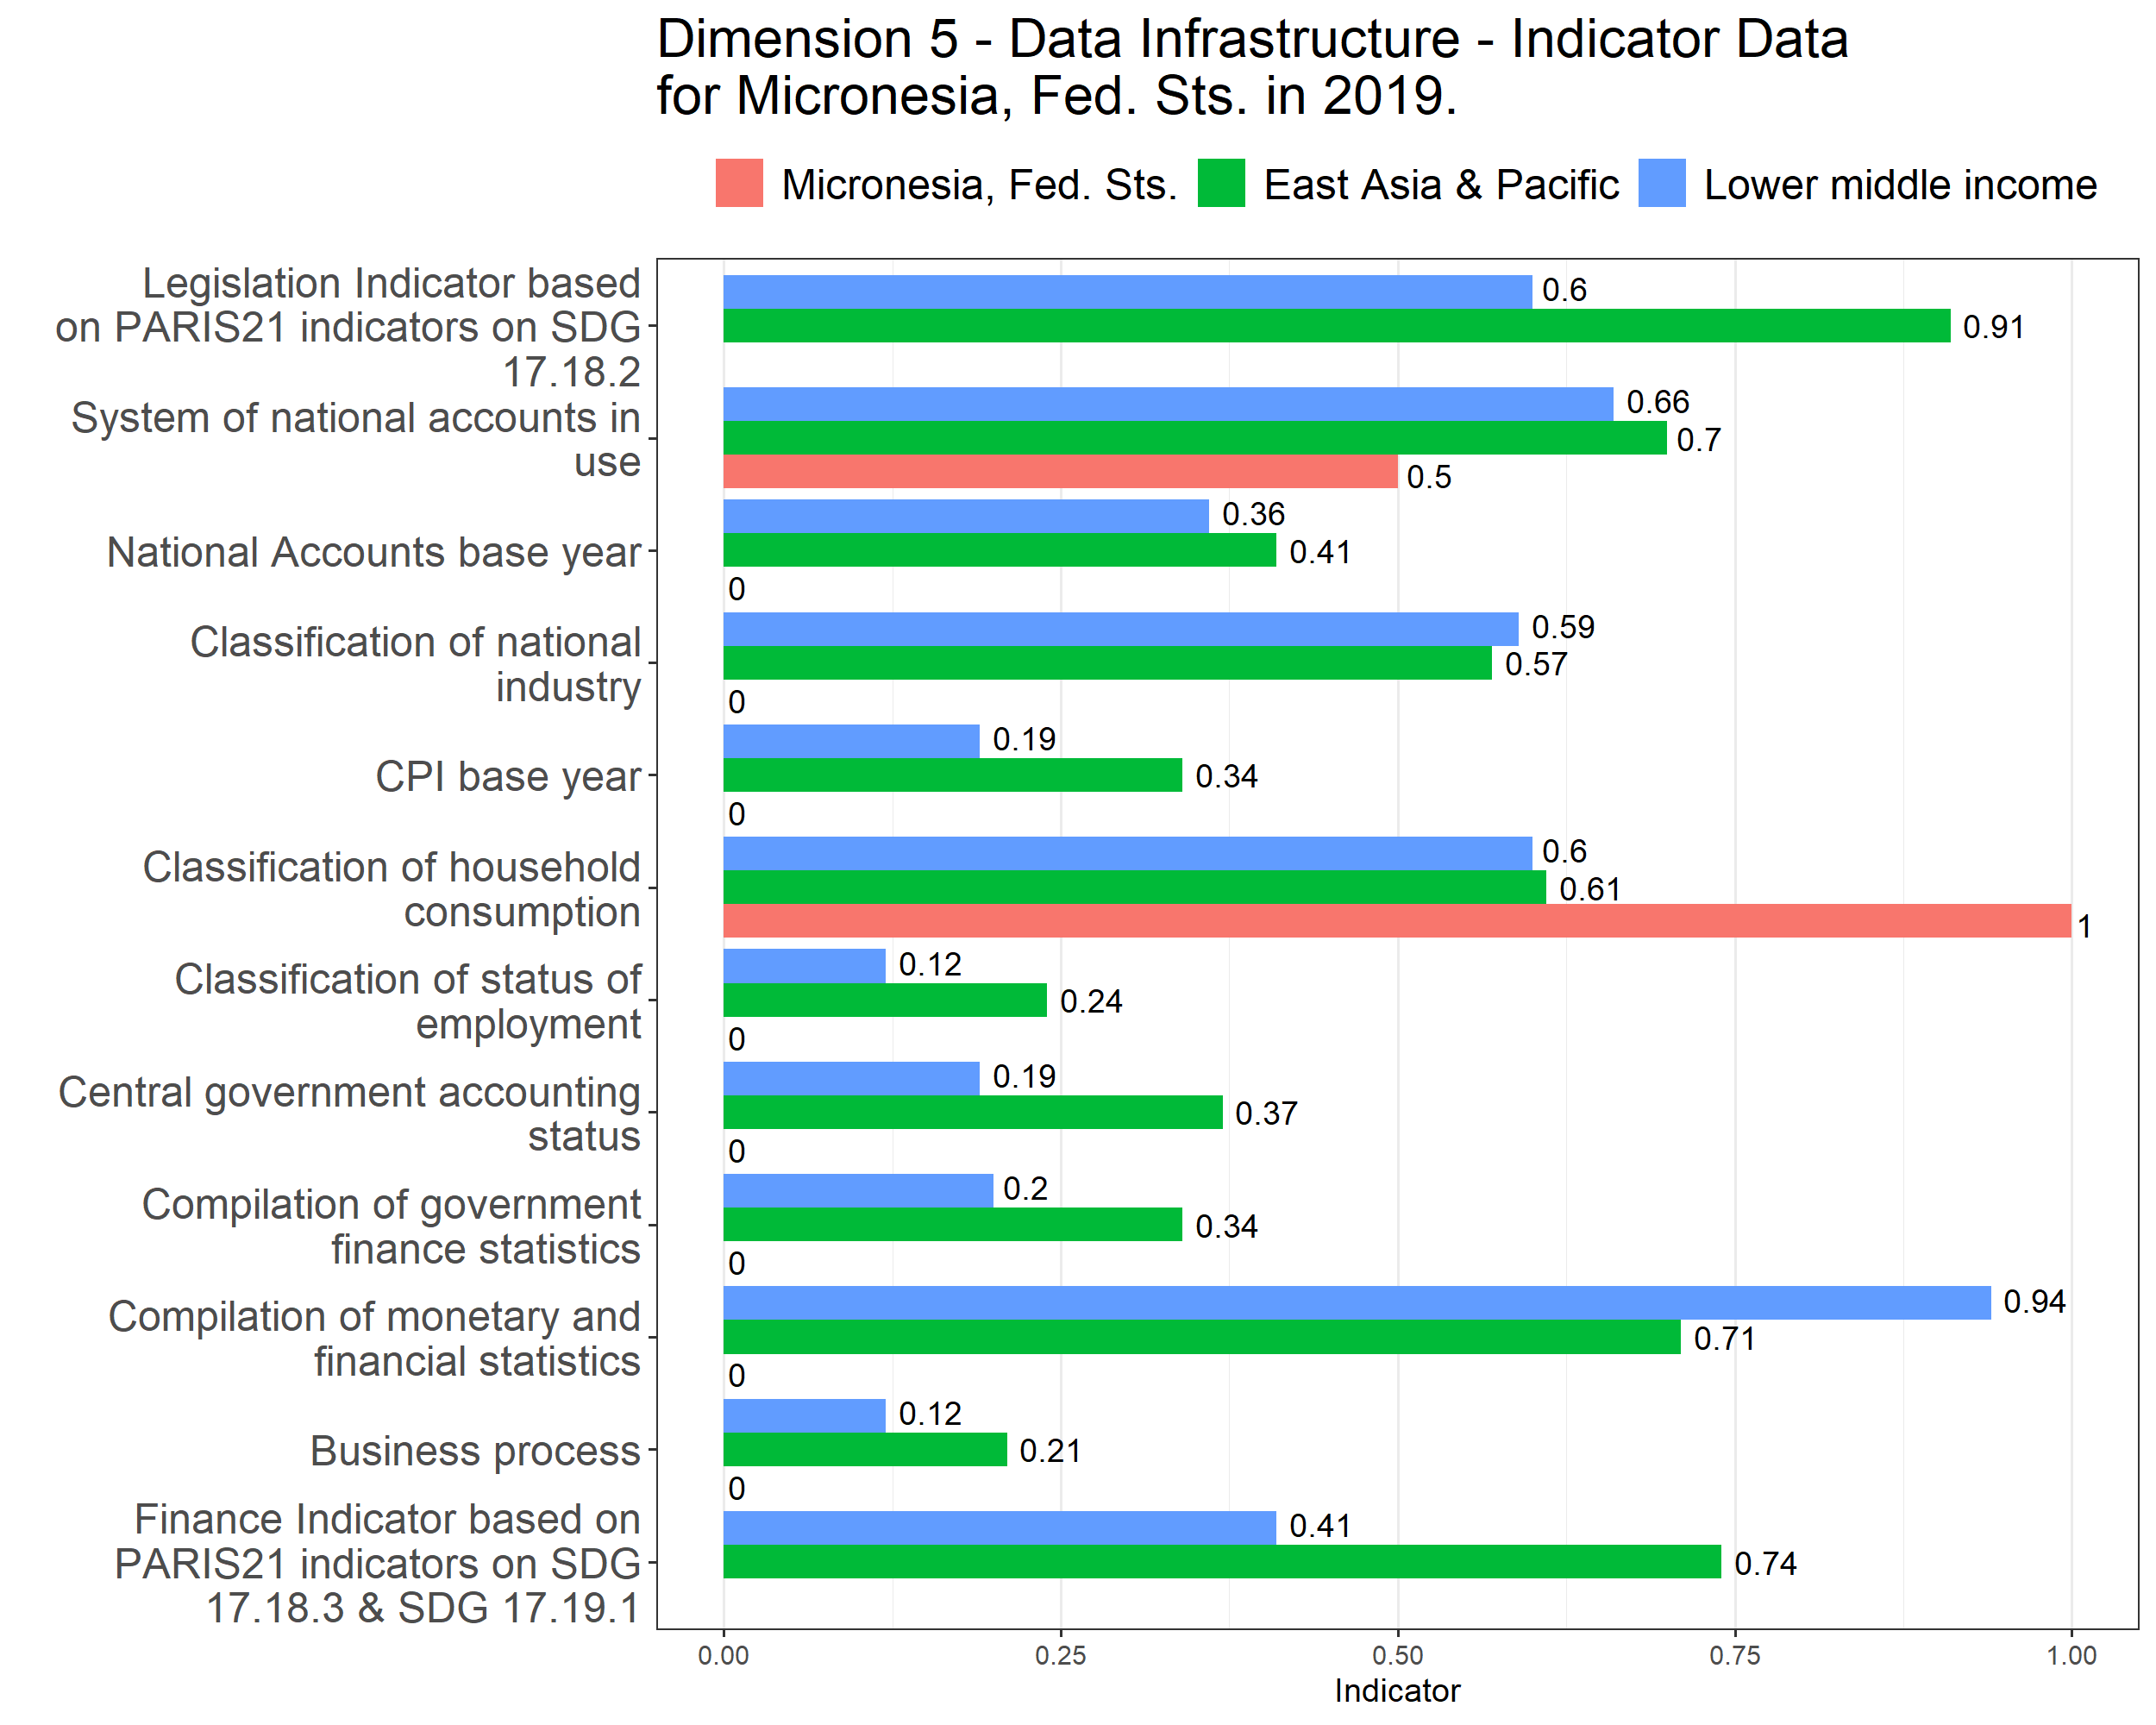 Dimension 5 - Data Infrastructure - Indicator Data
for Micronesia, Fed. Sts. in 2019.
Micronesia, Fed. Sts.
East Asia & Pacific
Lower middle income
Legislation Indicator based
on PARIS21 indicators on SDG
17.18.2
0.6
0.91
System of national accounts in
use
0.66
0.7
0.5
National Accounts base year
0.36
0.41
0
Classification of national
industry
0.59
0.57
0
CPI base year
0.19
0.34
0
Classification of household
consumption
0.6
0.61
1
Classification of status of
employment
0.12
0.24
0
Central government accounting
status
0.19
0.37
0
Compilation of government
finance statistics
0.2
0.34
0
Compilation of monetary and
financial statistics
0.94
0.71
0
Business process
0.12
0.21
0
Finance Indicator based on
PARIS21 indicators on SDG
17.18.3 & SDG 17.19.1
0.41
0.74
0.00
0.25
0.50
0.75
1.00
Indicator